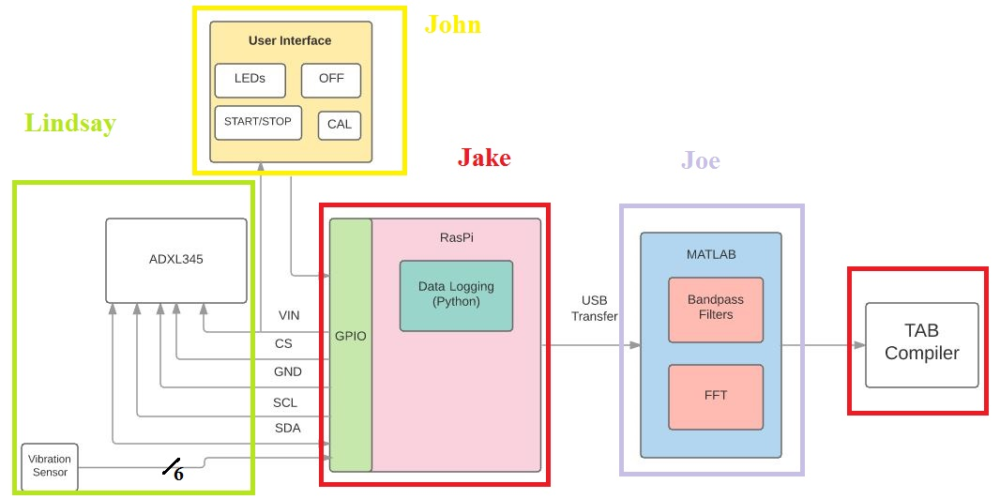 John
User Interface
LEDs
OFF
START/STOP
CAL
Lindsay
Jake
Joe
ADXL345
VIN
CS
GND
SCL
SDA
Vibration
Sensor
6
GPIO
RasPi
Data Logging
(Python)
USB
Transfer
MATLAB
Bandpass
Filters
FFT
TAB
Compiler